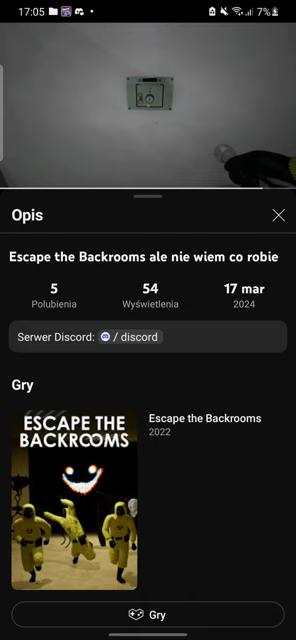 17:05
7%
Opis
Escape the Backrooms ale nie wiem co robie
5 54 17 mar
Polubienia Wyświetlenia 2024
Serwer Discord: / discord
Gry
ESCAPE THE
BACKROOMS
Escape the Backrooms
2022
Gry